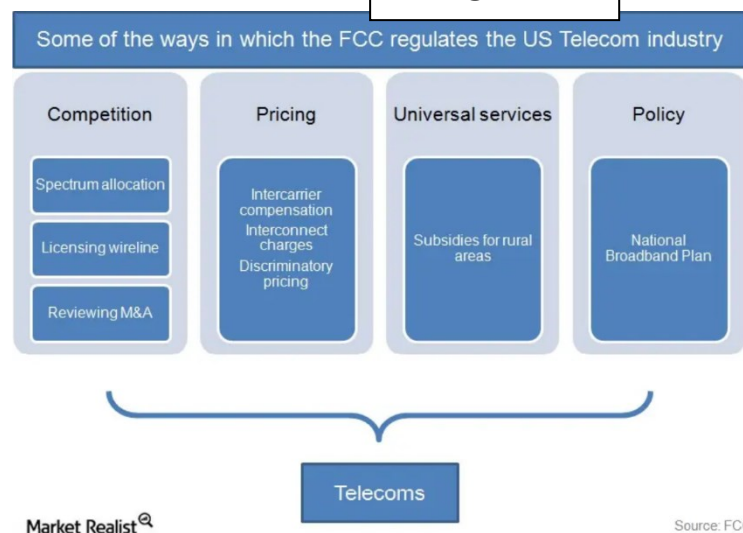 Some of the ways in which the FCC regulates the US Telecom industry
Competition
Spectrum allocation
Licensing wireline
Reviewing M&A
Pricing
Intercarrier
compensation
Interconnect
charges
Discriminatory
pricing
Universal services
Subsidies for rural
areas
Policy
National
Broadband Plan
Telecoms
Market Realist
Source: